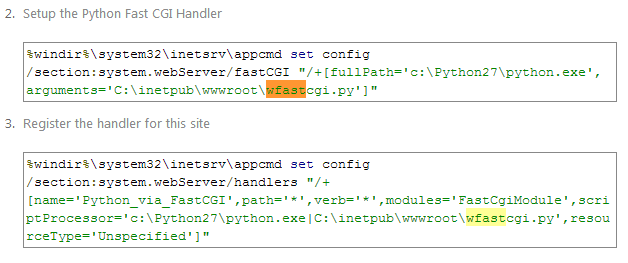 2. Setup the Python Fast CGI Handler
%windir%\system32\inetsrv\appcmd set config
/section:system.webServer/fastCGI "/+[fullPath='c:\Python27\python.exe',
arguments='C:\inetpub\wwwroot\wfastcgi.py']"
3. Register the handler for this site
%windir%\system32\inetsrv\appcmd set config
/section:system.webServer/handlers "/+
[name='Python_via_FastCGI',path='*',verb='*',modules='FastCgiModule',scri
ptProcessor='c:\Python27\python.exe|C:\inetpub\wwwroot\wfastcgi.py',resou
rceType='Unspecified']"